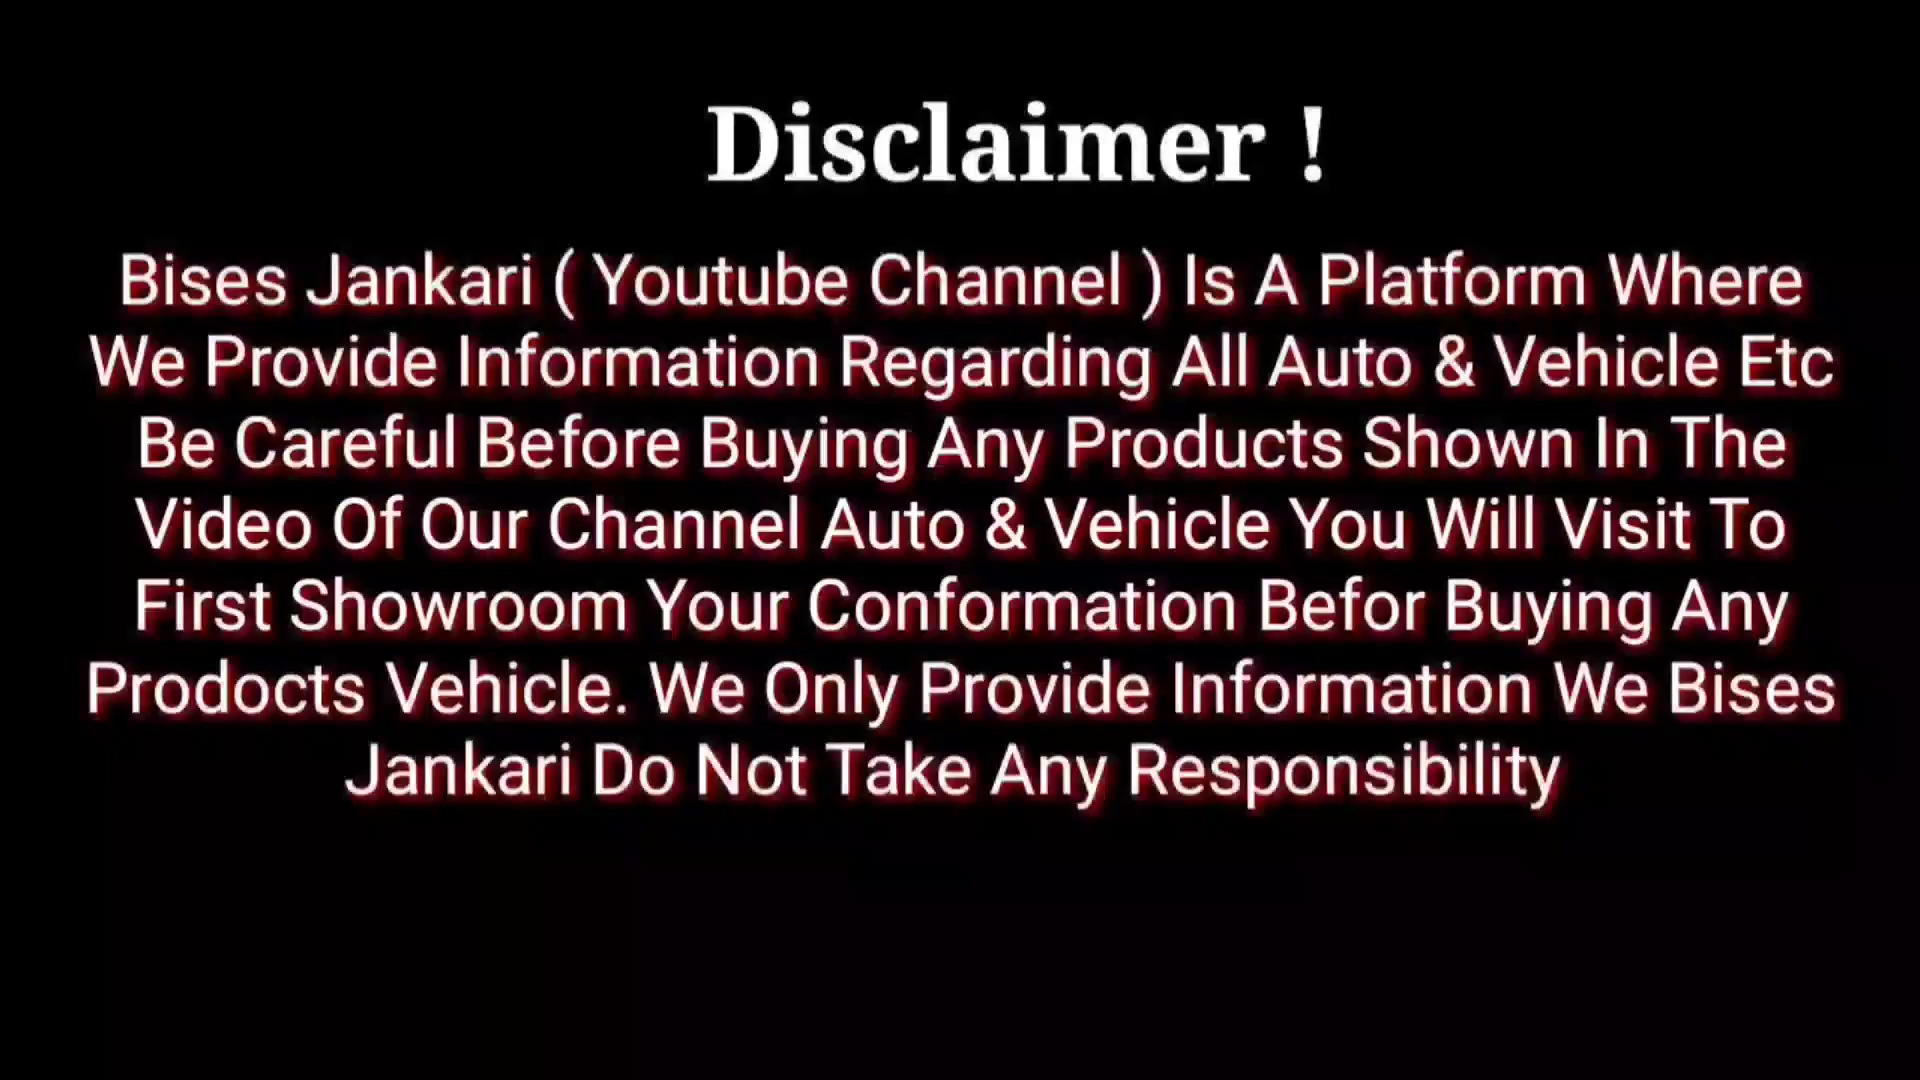 Disclaimer !
Bises Jankari ( Youtube Channel ) Is A Platform Where
We Provide Information Regarding All Auto & Vehicle Etc
Be Careful Before Buying Any Products Shown In The
Video Of Our Channel Auto & Vehicle You Will Visit To
First Showroom Your Conformation Befor Buying Any
Prodocts Vehicle. We Only Provide Information We Bises
Jankari Do Not Take Any Responsibility